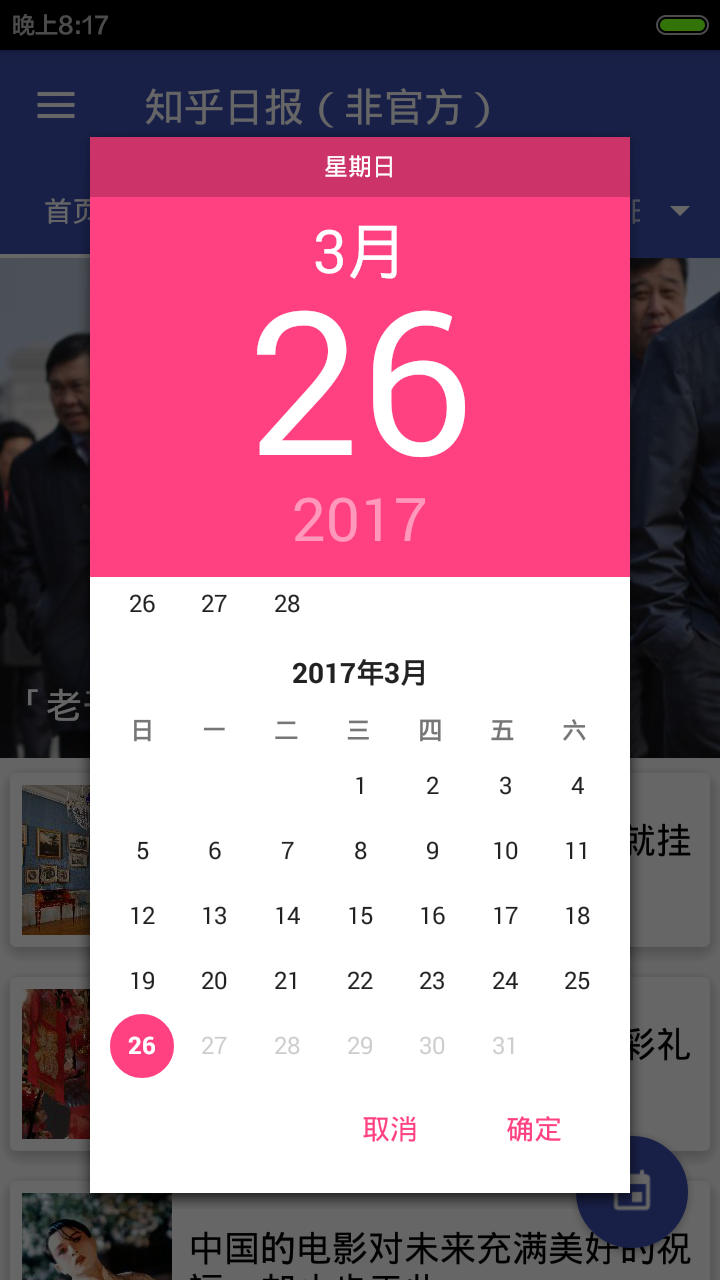 晚上8:17
知乎日报（非官方）
首页
星期日
3月
26
2017
26 27 28
2017年3月
日 一 二 三 四 五 六
1 2 3 4
5 6 7 8 9 10 11
12 13 14 15 16 17 18
19 20 21 22 23 24 25
26 27 28 29 30 31
取消 确定
「老
就挂
彩礼
中国的电影对未来充满美好的祝